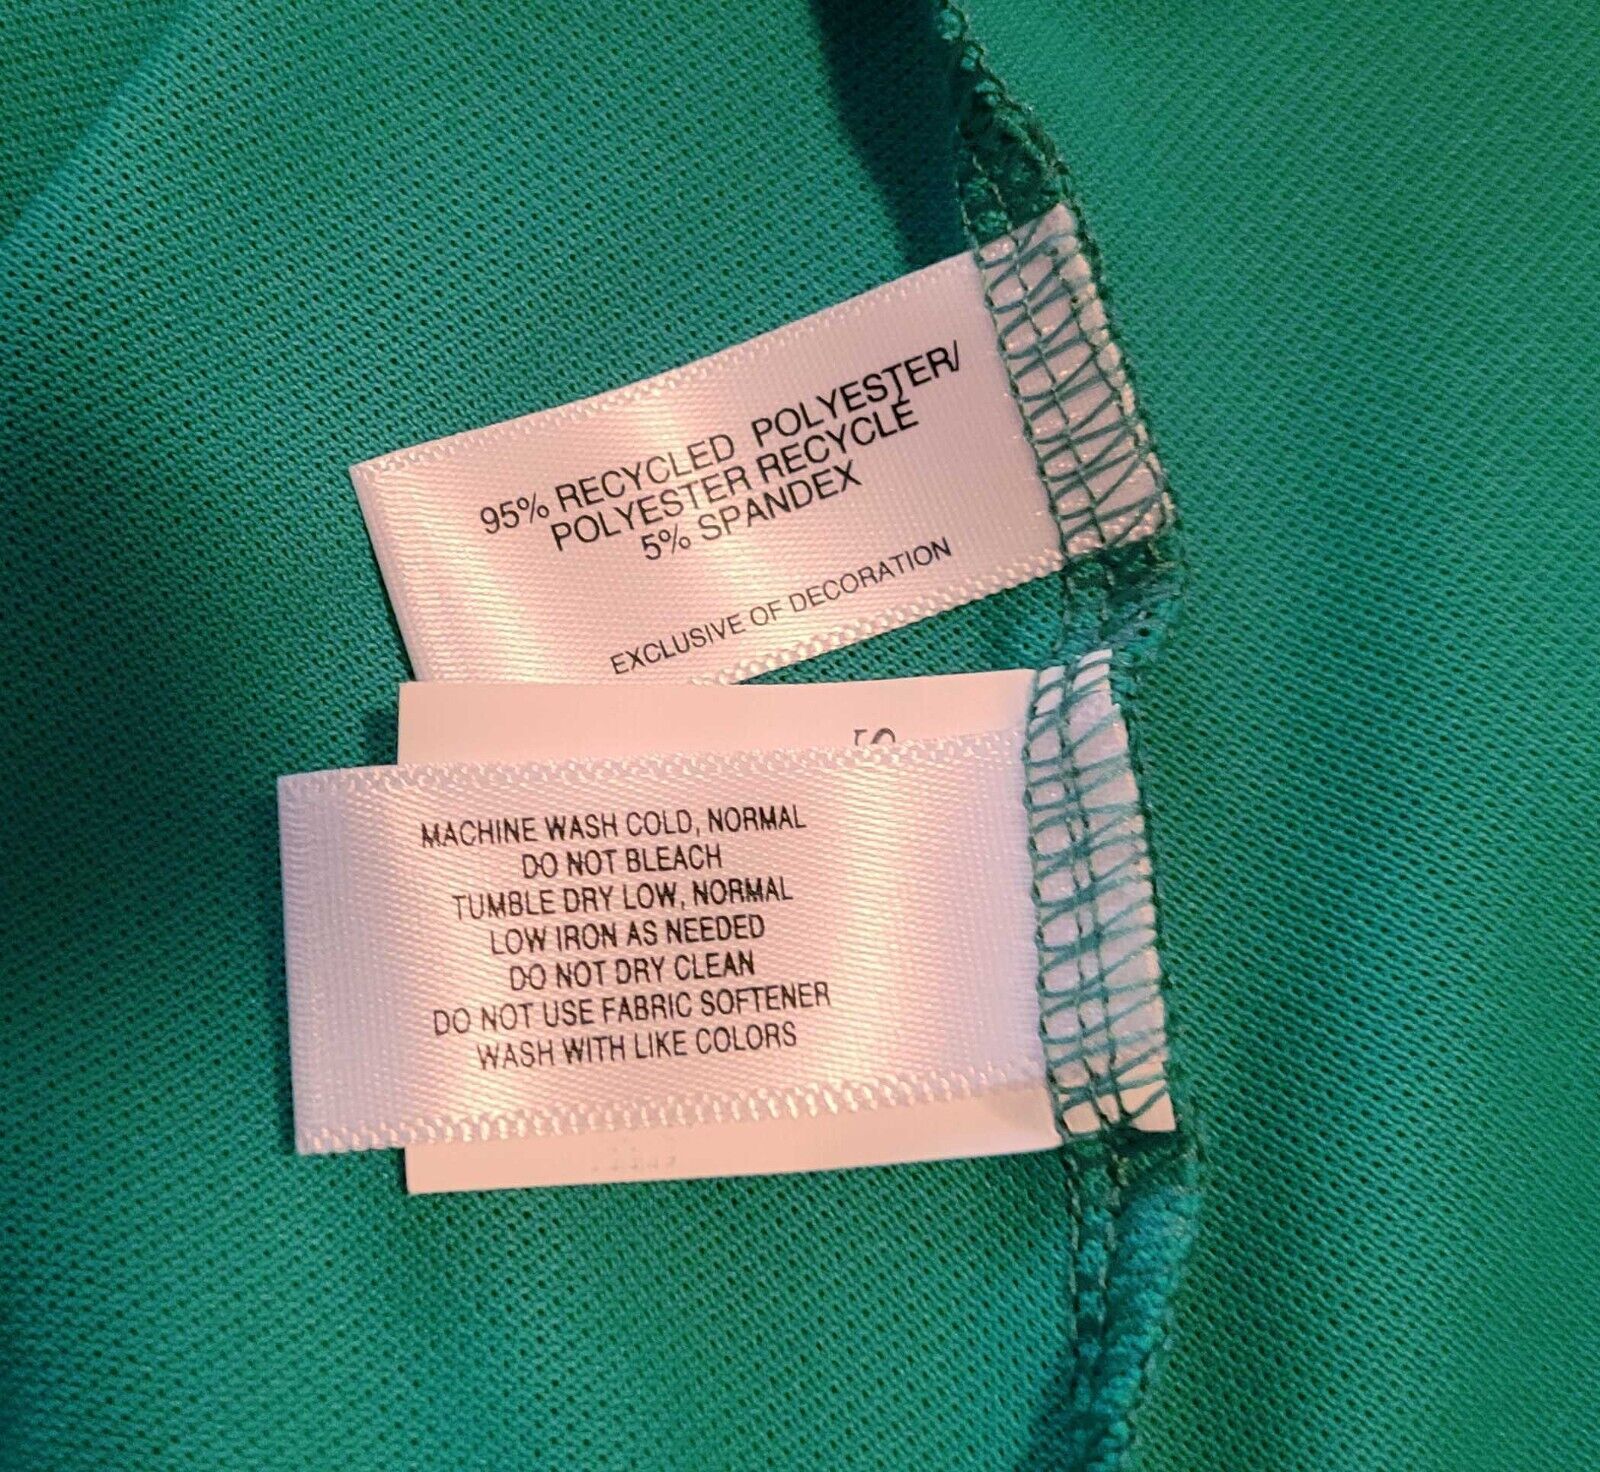 95% RECYCLED POLYESTER/
POLYESTER RECYCLÉ
5% SPANDEX
EXCLUSIVE OF DECORATION
MACHINE WASH COLD, NORMAL
DO NOT BLEACH
TUMBLE DRY LOW, NORMAL
LOW IRON AS NEEDED
DO NOT DRY CLEAN
DO NOT USE FABRIC SOFTENER
WASH WITH LIKE COLORS